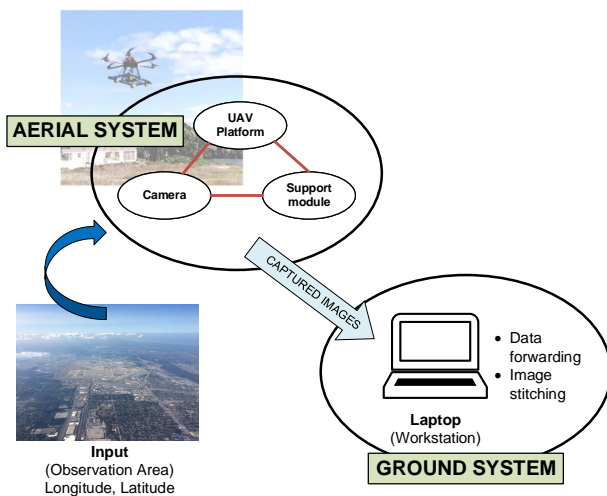 AERIAL SYSTEM
UAV
Platform
Camera
Support
module
CAPTURED IMAGES
• Data
forwarding
• Image
stitching
Laptop
(Workstation)
GROUND SYSTEM
Input
(Observation Area)
Longitude, Latitude